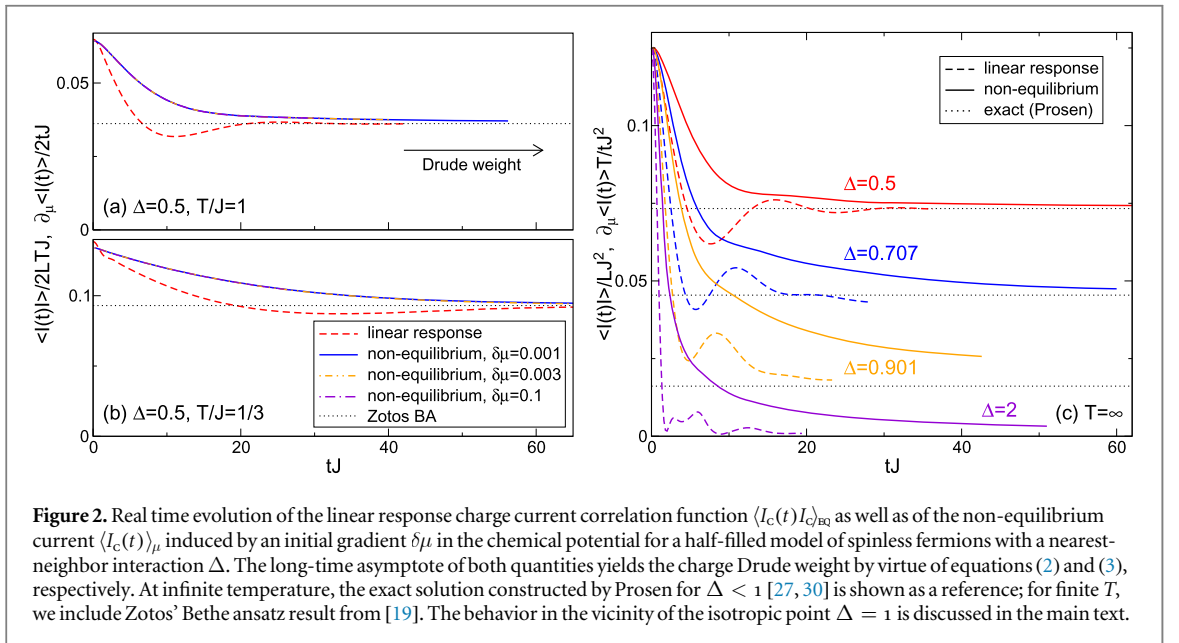 <I(t)I>/2LTJ, ∂μ<I(t)>/2tJ
0.05
Drude weight
(a) Δ=0.5, T/J=1
0.1
linear response
non-equilibrium, δμ=0.001
non-equilibrium, δμ=0.003
non-equilibrium, δμ=0.1
Zotos BA
(b) Δ=0.5, T/J=1/3
0
0 20 40 60
tJ
<I(t)I>/LJ², ∂μ<I(t)>T/tJ²
linear response
non-equilibrium
exact (Prosen)
0.1
Δ=0.5
Δ=0.707
0.05
Δ=0.901
Δ=2
(c) T=∞
0
0 20 40 60
tJ
Figure 2. Real time evolution of the linear response charge current correlation function ⟨I_C(t)I_C⟩_EQ as well as of the non-equilibrium
current ⟨I_C(t)⟩_μ induced by an initial gradient δμ in the chemical potential for a half-filled model of spinless fermions with a nearest-
neighbor interaction Δ. The long-time asymptote of both quantities yields the charge Drude weight by virtue of equations (2) and (3),
respectively. At infinite temperature, the exact solution constructed by Prosen for Δ < 1 [27, 30] is shown as a reference; for finite T,
we include Zotos' Bethe ansatz result from [19]. The behavior in the vicinity of the isotropic point Δ = 1 is discussed in the main text.